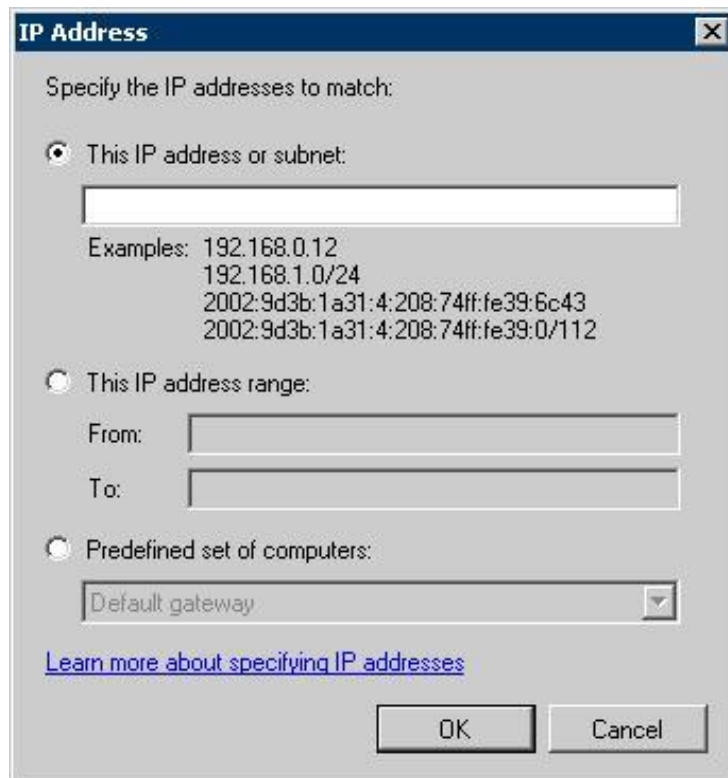 IP Address
Specify the IP addresses to match:
This IP address or subnet:
Examples: 192.168.0.12
192.168.1.0/24
2002:9d3b:1a31:4:208:74ff:fe39:6c43
2002:9d3b:1a31:4:208:74ff:fe39:0/112
This IP address range:
From:
To:
Predefined set of computers:
Default gateway
Learn more about specifying IP addresses
OK Cancel